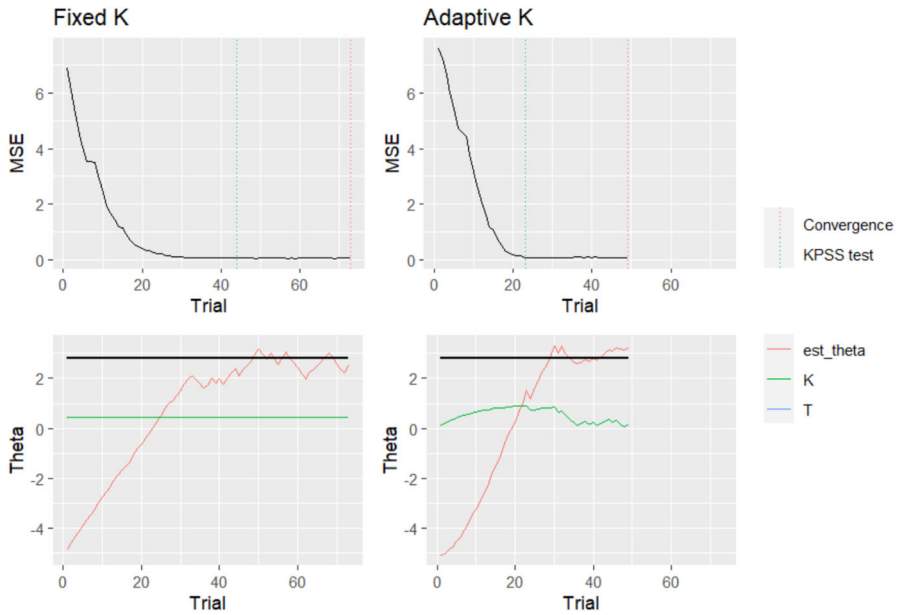 Fixed K
Adaptive K
MSE
6
4
2
0
0 20 40 60
Trial
MSE
6
4
2
0
0 20 40 60
Trial
Convergence
KPSS test
Theta
2
0
-2
-4
0 20 40 60
Trial
Theta
2
0
-2
-4
0 20 40 60
Trial
est_theta
K
T